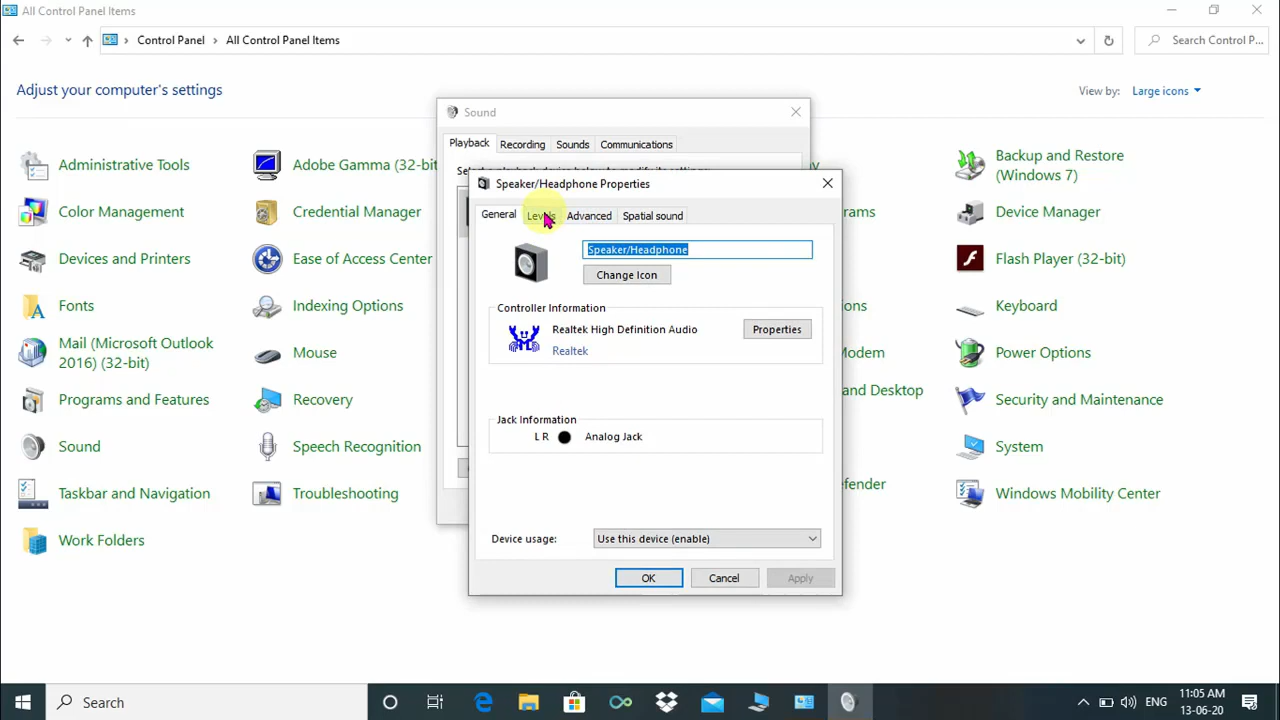 All Control Panel Items
Control Panel
All Control Panel Items
Search Control P...
Adjust your computer's settings
View by:
Large icons
Administrative Tools
Adobe Gamma (32-bit
Backup and Restore
(Windows 7)
Color Management
Credential Manager
Device Manager
Devices and Printers
Ease of Access Center
Flash Player (32-bit)
Fonts
Indexing Options
Keyboard
Mail (Microsoft Outlook
2016) (32-bit)
Mouse
Power Options
Programs and Features
Recovery
and Desktop
Security and Maintenance
Sound
Speech Recognition
System
Taskbar and Navigation
Troubleshooting
Windows Mobility Center
Work Folders
Sound
Playback
Recording
Sounds
Communications
Speaker/Headphone Properties
General
Levels
Advanced
Spatial sound
Speaker/Headphone
Change Icon
Controller Information
Realtek High Definition Audio
Properties
Realtek
Jack Information
L R
Analog Jack
Device usage:
Use this device (enable)
OK
Cancel
Apply
Search
ENG
11:05 AM
13-06-20